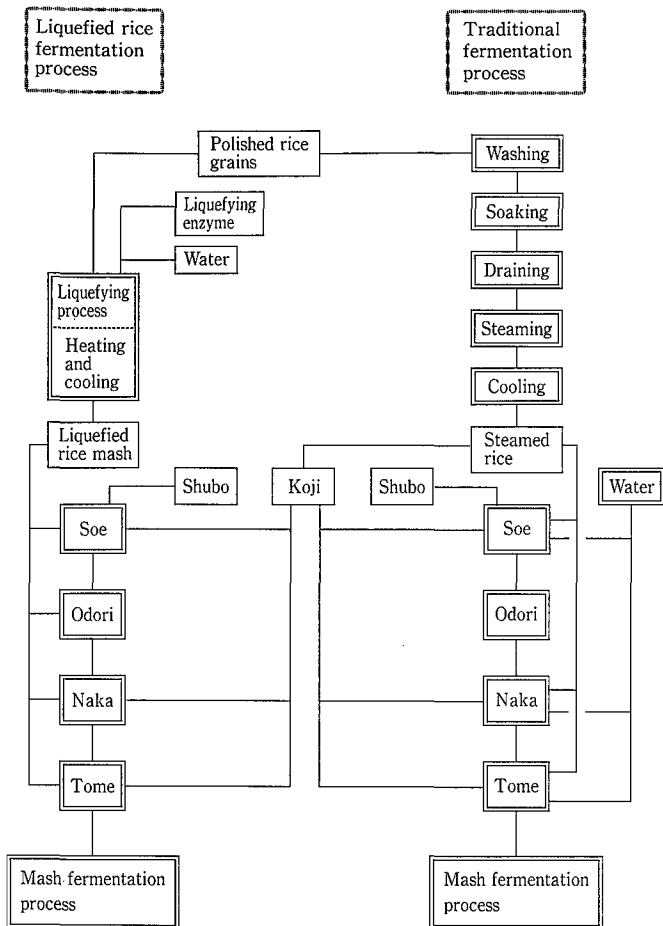 Liquefied rice
fermentation
process
Traditional
fermentation
process
Polished rice
grains
Washing
Liquefying
enzyme
Soaking
Water
Draining
Liquefying
process
Heating
and
cooling
Steaming
Cooling
Liquefied
rice mash
Steamed
rice
Shubo
Koji
Shubo
Water
Soe
Soe
Odori
Odori
Naka
Naka
Tome
Tome
Mash fermentation
process
Mash fermentation
process